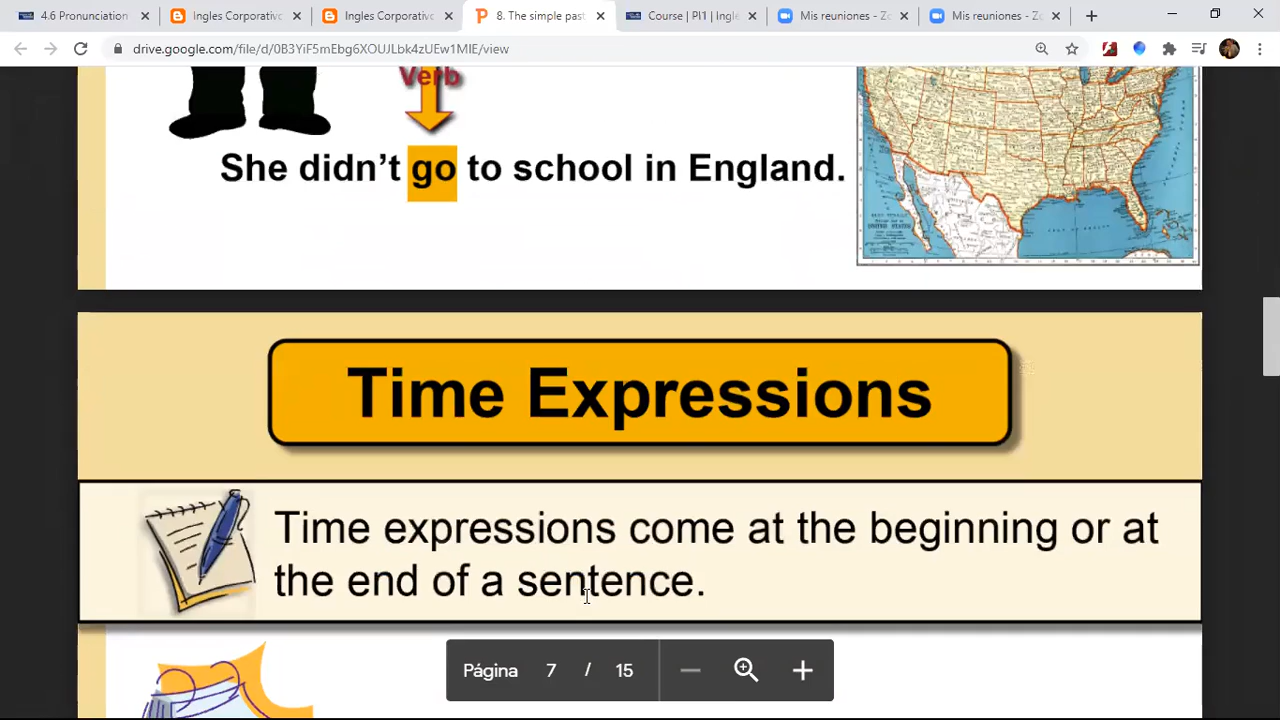 4.6 Pronunciation
Ingles Corporativo
Ingles Corporativo
8. The simple past
Course | PI1 | Ingle
Mis reuniones - Zo
Mis reuniones - Zo
drive.google.com/file/d/0B3YiF5mEbg6XOUJLbk4zUEw1MIE/view
Verb
She didn't go to school in England.
Time Expressions
Time expressions come at the beginning or at
the end of a sentence.
Página 7 / 15